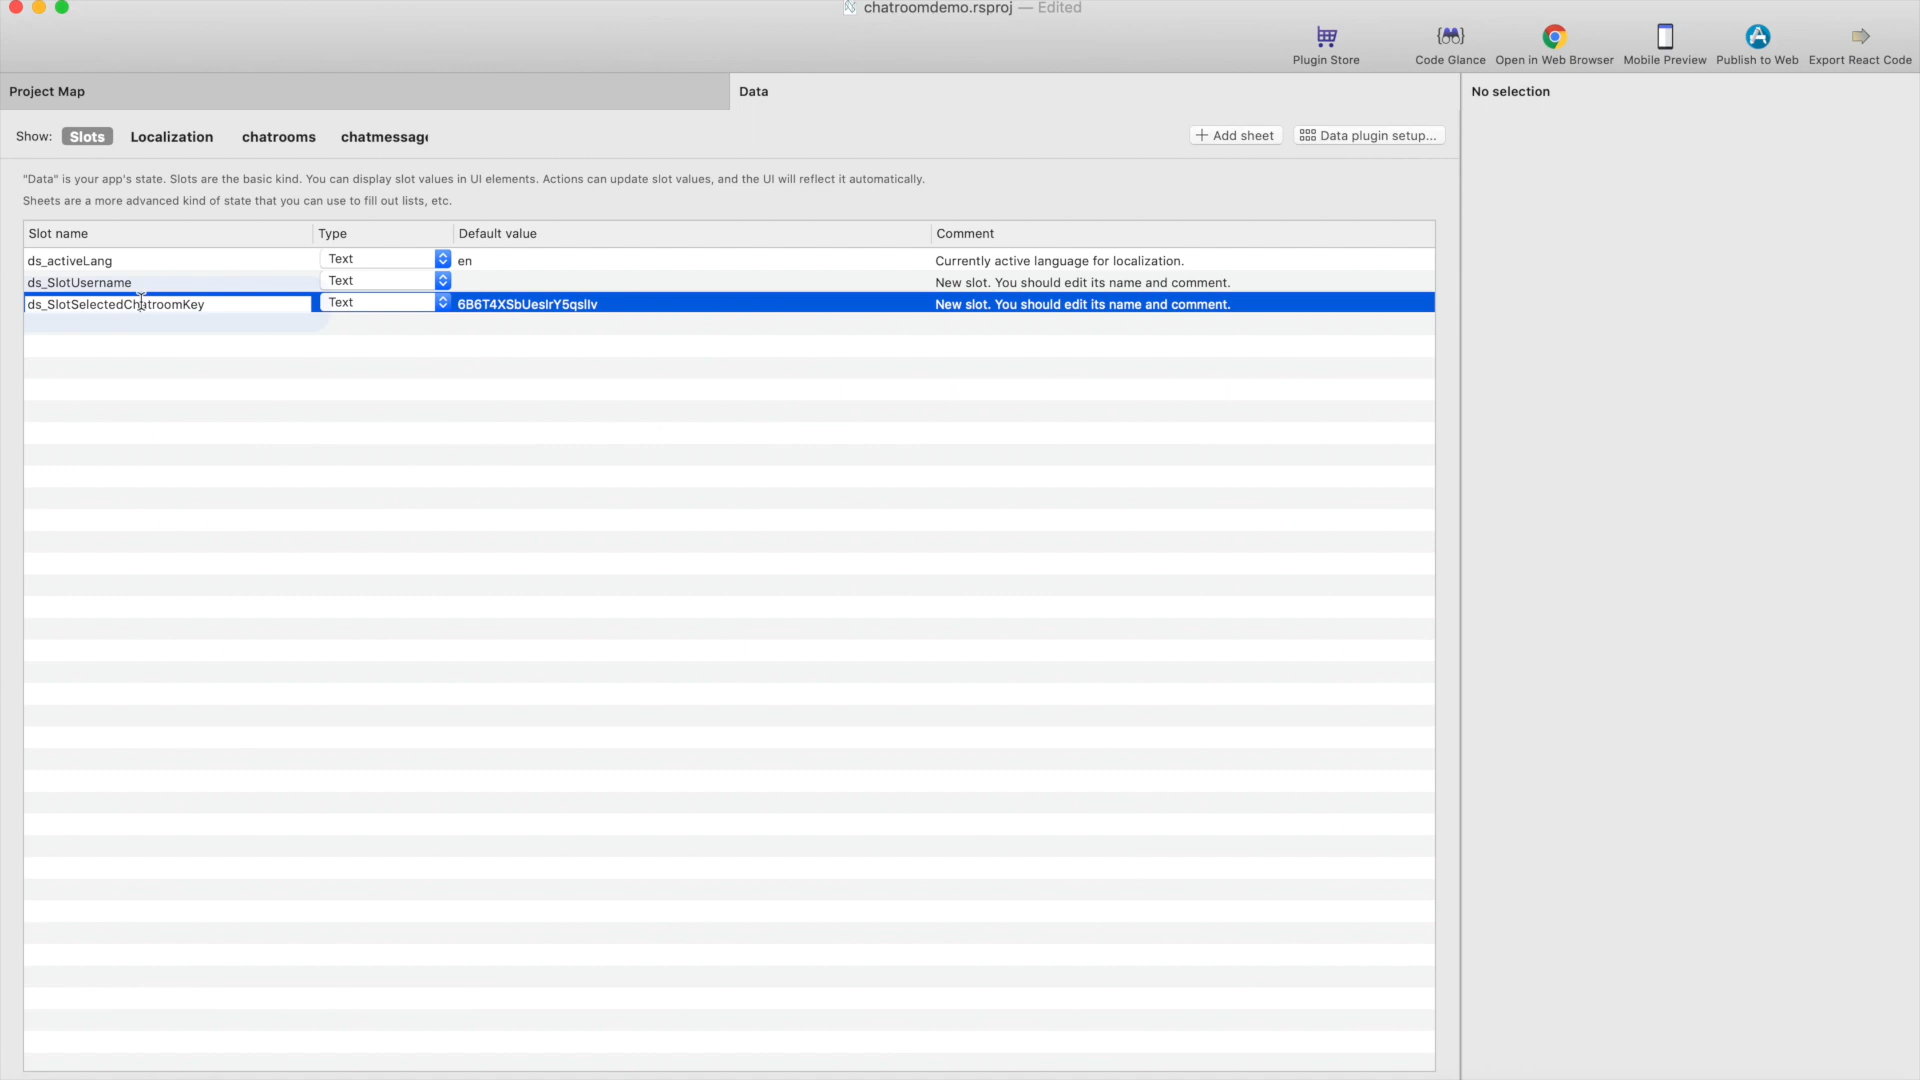 chatroomdemo.rsproj — Edited
Plugin Store
Code Glance
Open in Web Browser
Mobile Preview
Publish to Web
Export React Code
Project Map
Data
No selection
Show: Slots Localization chatrooms chatmessage
+ Add sheet
Data plugin setup...
"Data" is your app's state. Slots are the basic kind. You can display slot values in UI elements. Actions can update slot values, and the UI will reflect it automatically.
Sheets are a more advanced kind of state that you can use to fill out lists, etc.
Slot name Type Default value Comment
ds_activeLang Text en Currently active language for localization.
ds_SlotUsername Text New slot. You should edit its name and comment.
ds_SlotSelectedChatroomKey Text New slot. You should edit its name and comment.